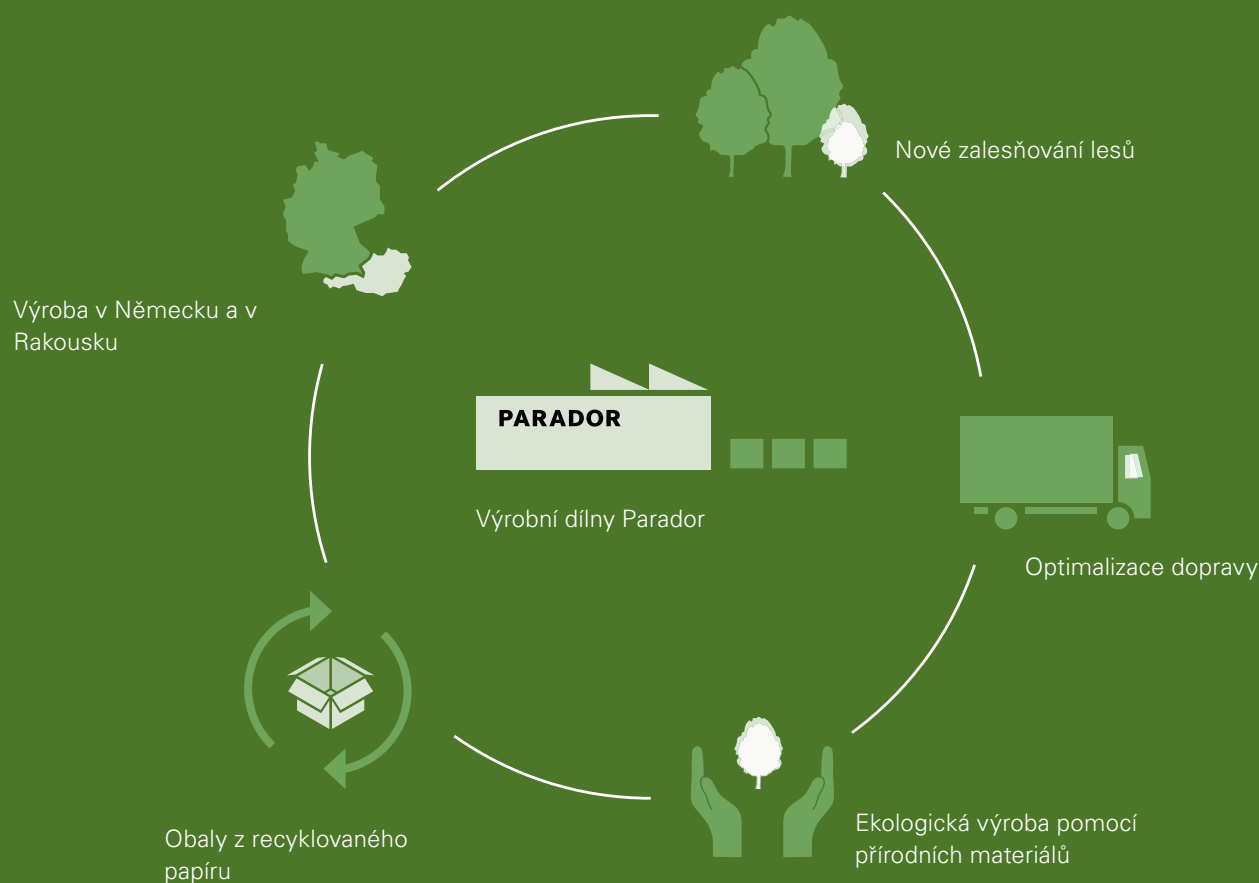 Nové zalesňování lesů
Výroba v Německu a v
Rakousku
PARADOR
Výrobní dílny Parador
Optimalizace dopravy
Ekologická výroba pomocí
přírodních materiálů
Obaly z recyklovaného
papíru